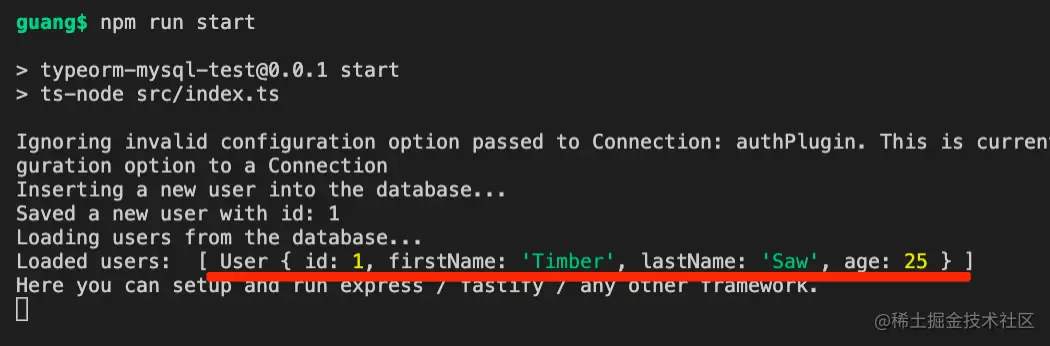 guang$ npm run start
> typeorm-mysql-test@0.0.1 start
> ts-node src/index.ts
Ignoring invalid configuration option passed to Connection: authPlugin. This is curren
guration option to a Connection
Inserting a new user into the database...
Saved a new user with id: 1
Loading users from the database...
Loaded users:  [ User { id: 1, firstName: 'Timber', lastName: 'Saw', age: 25 } ]
Here you can setup and run express / fastify / any other framework.
@稀土掘金技术社区